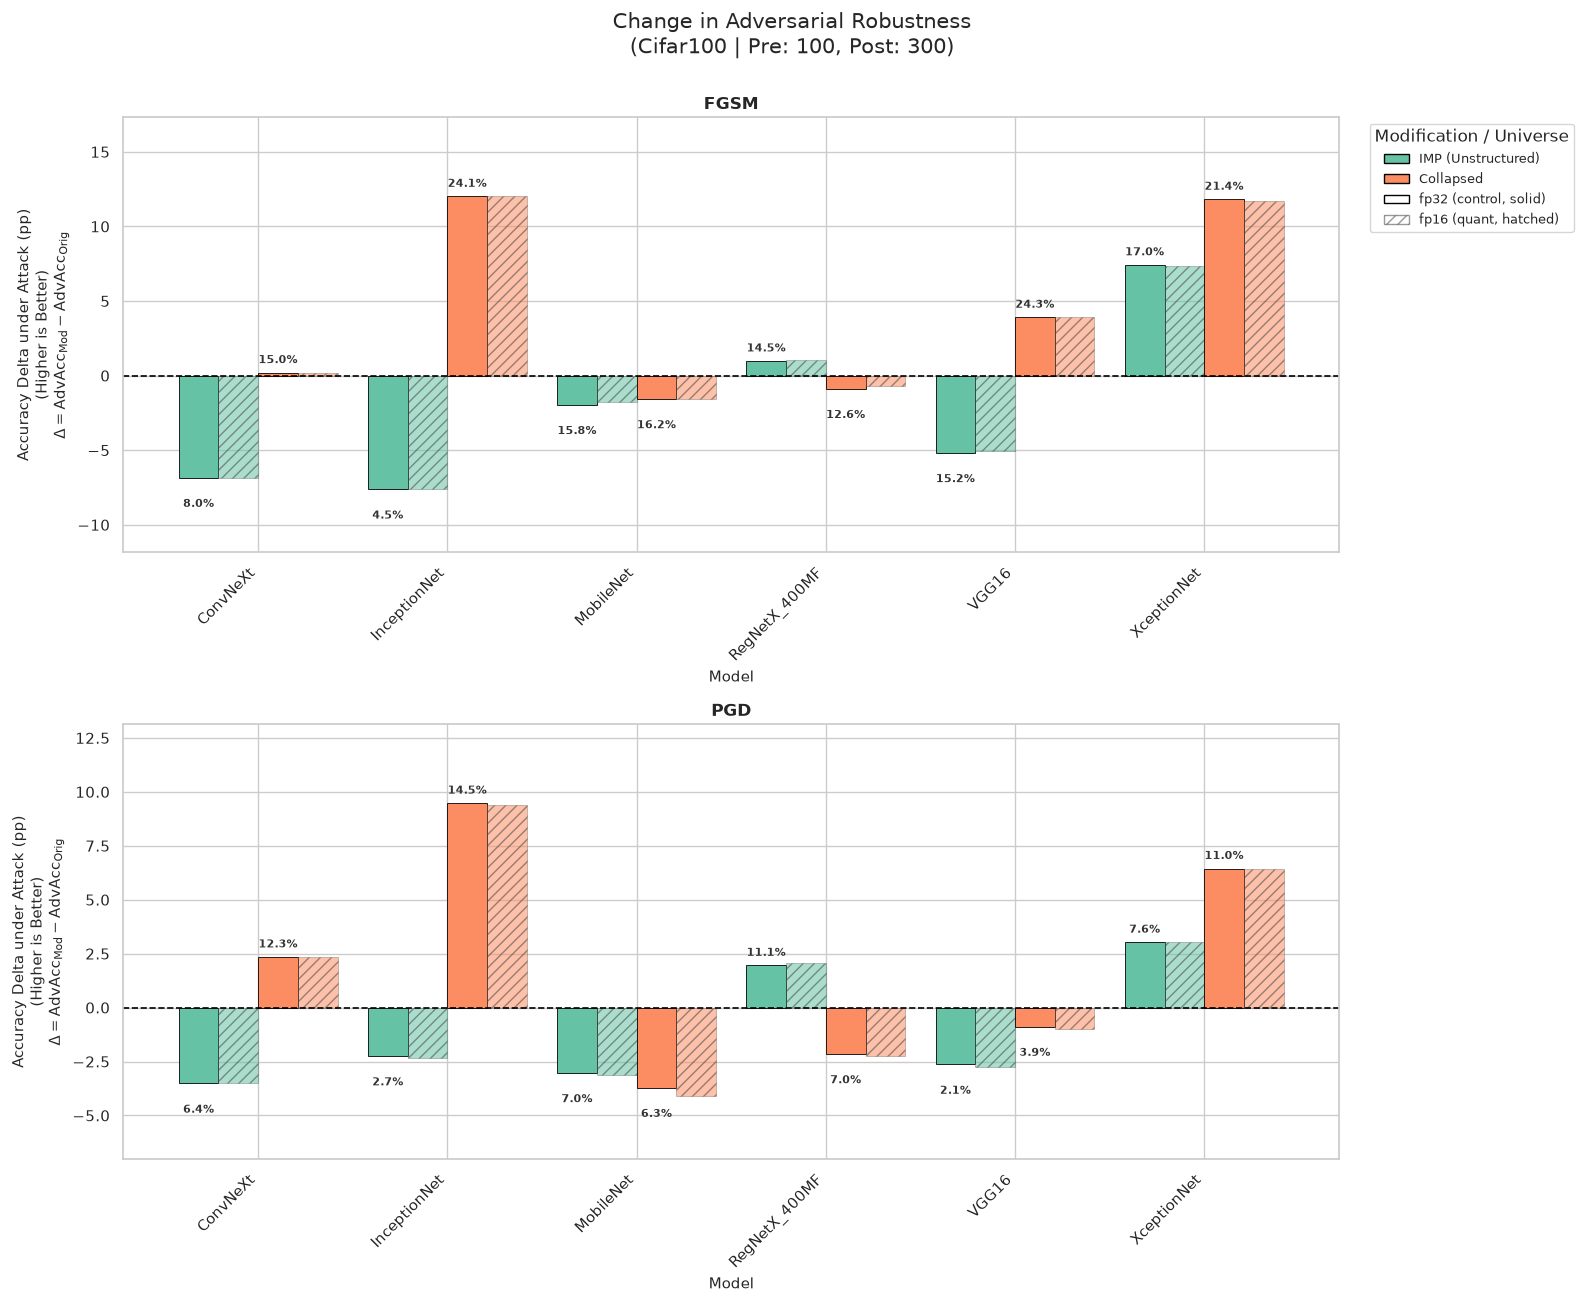 Change in Adversarial Robustness
(Cifar100 | Pre: 100, Post: 300)
FGSM
Accuracy Delta under Attack (pp)
(Higher is Better)
Δ = AdvAcc_Mod − AdvAcc_Orig
15
10
5
0
−5
−10
8.0%
15.0%
4.5%
24.1%
15.8%
16.2%
14.5%
12.6%
15.2%
24.3%
17.0%
21.4%
ConvNeXt
InceptionNet
MobileNet
RegNetX_400MF
VGG16
XceptionNet
Model
Modification / Universe
IMP (Unstructured)
Collapsed
fp32 (control, solid)
fp16 (quant, hatched)
PGD
Accuracy Delta under Attack (pp)
(Higher is Better)
Δ = AdvAcc_Mod − AdvAcc_Orig
12.5
10.0
7.5
5.0
2.5
0.0
−2.5
−5.0
6.4%
12.3%
2.7%
14.5%
7.0%
6.3%
11.1%
7.0%
2.1%
3.9%
7.6%
11.0%
ConvNeXt
InceptionNet
MobileNet
RegNetX_400MF
VGG16
XceptionNet
Model